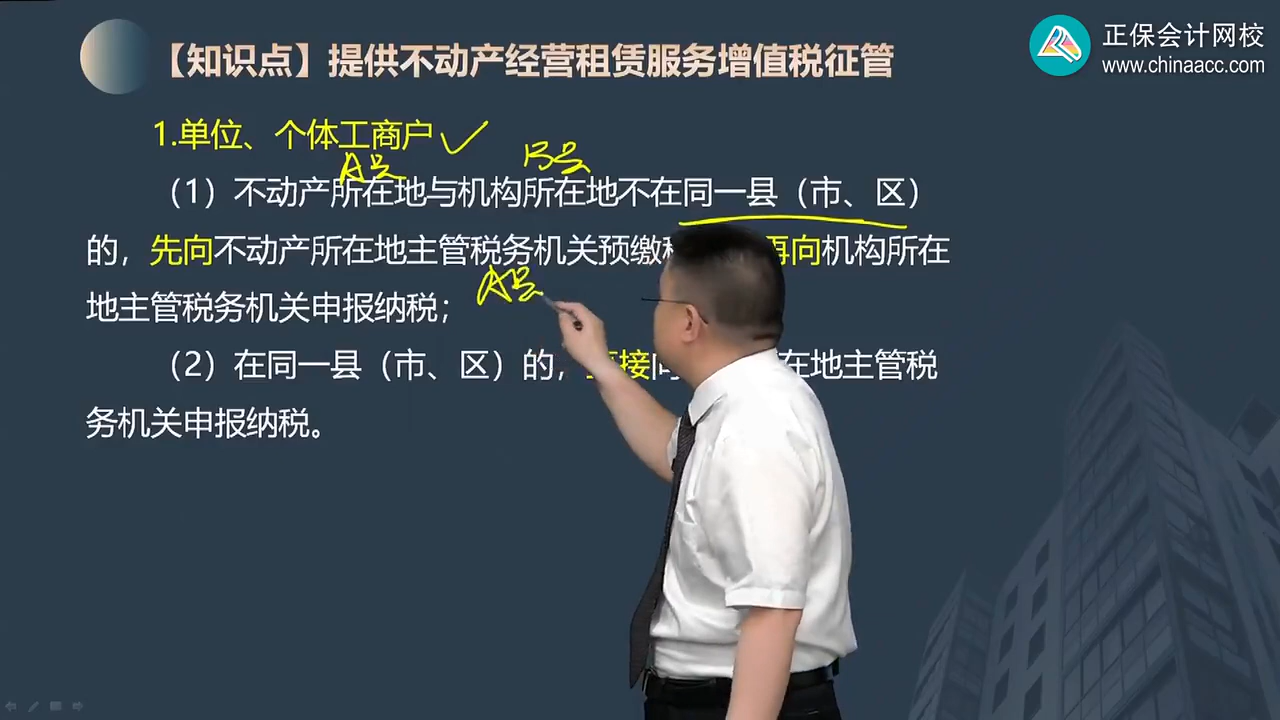 【知识点】提供不动产经营租赁服务增值税征管
正保会计网校
www.chinaacc.com
1.单位、个体工商户
A县 B县
（1）不动产所在地与机构所在地不在同一县（市、区）
的，先向不动产所在地主管税务机关预缴 再向机构所在
A县
地主管税务机关申报纳税；
（2）在同一县（市、区）的， 接 在地主管税
务机关申报纳税。